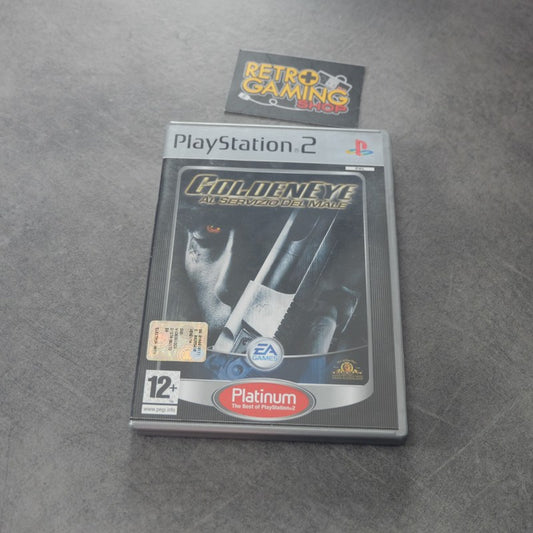 RETRO
GAMING
SHOP
PlayStation 2
GOLDENEYE
AL SERVIZIO DEL MALE
EA
GAMES
12+
www.pegi.info
Platinum
The Best of PlayStation 2